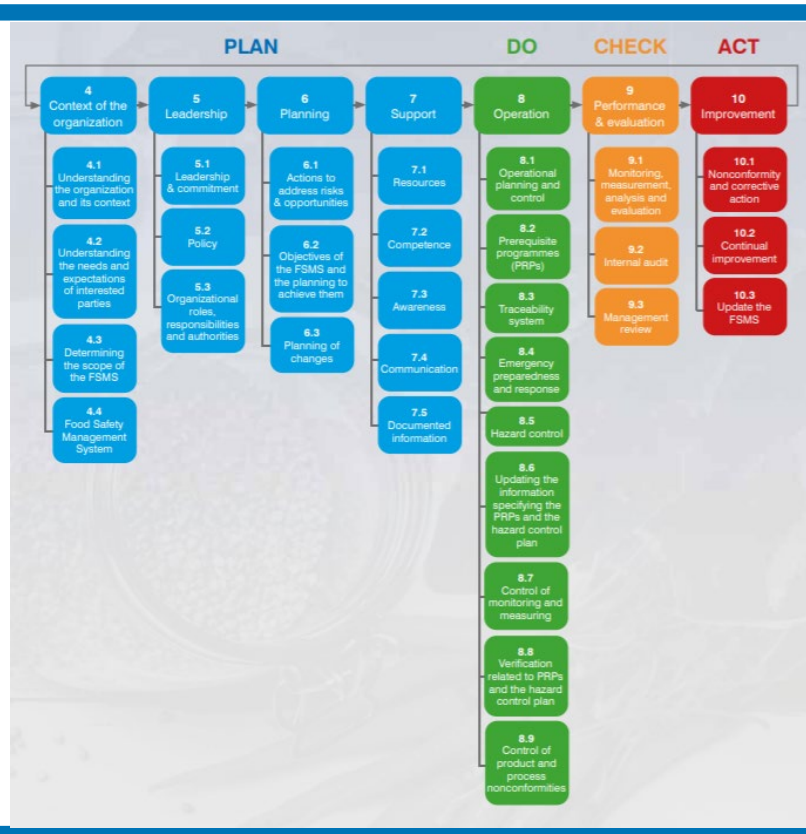 PLAN
DO
CHECK
ACT
4
Context of the
organization
5
Leadership
6
Planning
7
Support
8
Operation
9
Performance
& evaluation
10
Improvement
4.1
Understanding
the organization
and its context
4.2
Understanding
the needs and
expectations
of interested
parties
4.3
Determining
the scope of
the FSMS
4.4
Food Safety
Management
System
5.1
Leadership
& commitment
5.2
Policy
5.3
Organizational
roles,
responsibilities
and authorities
6.1
Actions to
address risks
& opportunities
6.2
Objectives of
the FSMS and
the planning to
achieve them
6.3
Planning of
changes
7.1
Resources
7.2
Competence
7.3
Awareness
7.4
Communication
7.5
Documented
information
8.1
Operational
planning and
control
8.2
Prerequisite
programmes
(PRPs)
8.3
Traceability
system
8.4
Emergency
preparedness
and response
8.5
Hazard control
8.6
Updating the
information
specifying the
PRPs and the
hazard control
plan
8.7
Control of
monitoring and
measuring
8.8
Verification
related to PRPs
and the hazard
control plan
8.9
Control of
product and
process
nonconformities
9.1
Monitoring,
measurement,
analysis and
evaluation
9.2
Internal audit
9.3
Management
review
10.1
Nonconformity
and corrective
action
10.2
Continual
improvement
10.3
Update the
FSMS